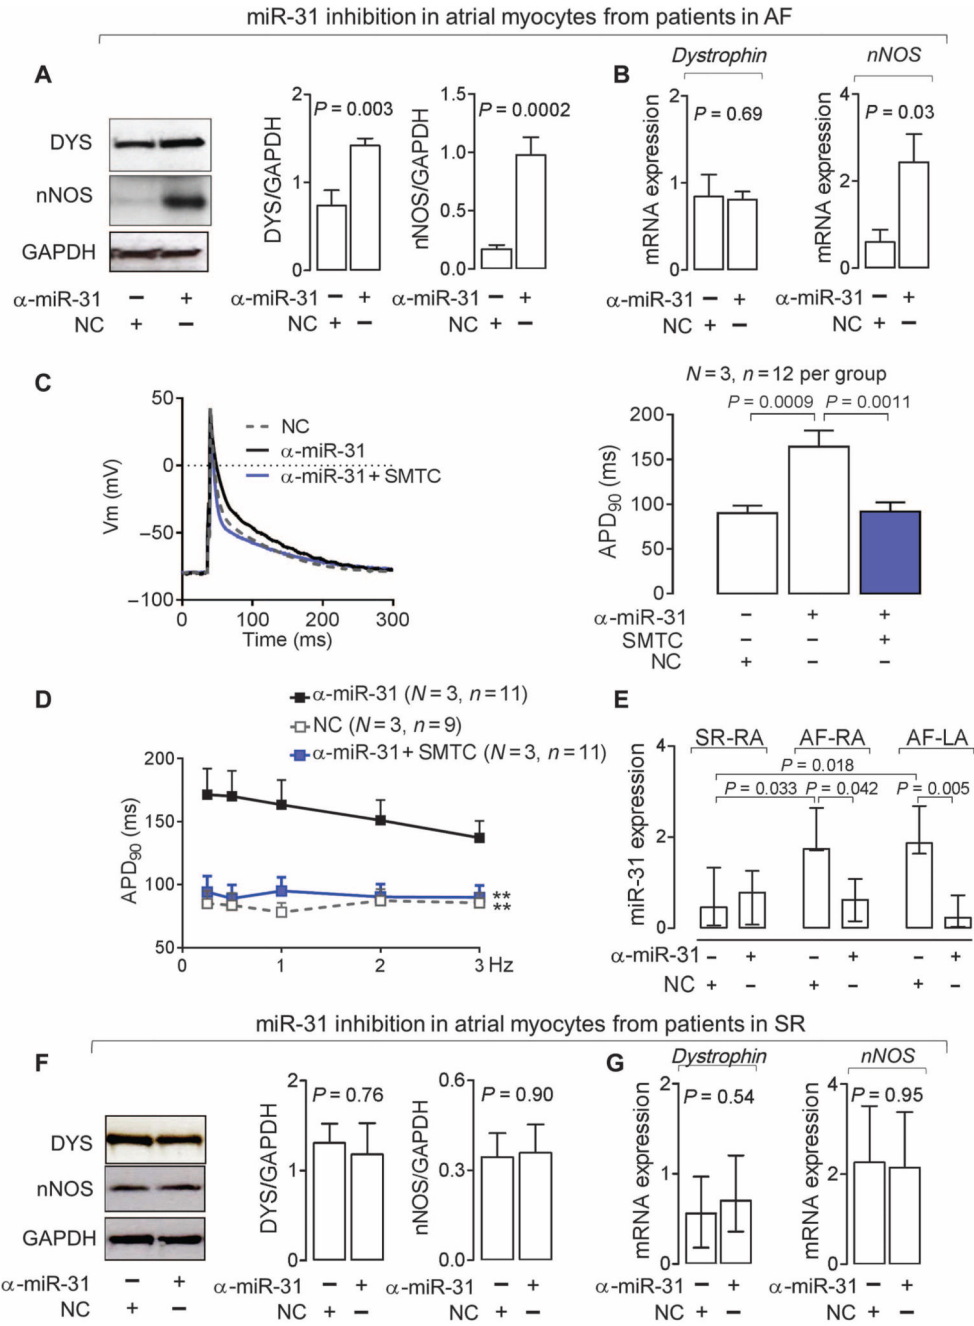 miR-31 inhibition in atrial myocytes from patients in AF
A
DYS
nNOS
GAPDH
α-miR-31 – +
NC + –
DYS/GAPDH
2
1
0
P = 0.003
α-miR-31 – +
NC + –
nNOS/GAPDH
1.5
1.0
0.5
0.0
P = 0.0002
α-miR-31 – +
NC + –
B
Dystrophin
mRNA expression
2
1
0
P = 0.69
α-miR-31 – +
NC + –
nNOS
mRNA expression
4
2
0
P = 0.03
α-miR-31 – +
NC + –
C
Vm (mV)
50
0
–50
–100
0 100 200 300
Time (ms)
NC
α-miR-31
α-miR-31 + SMTC
N = 3, n = 12 per group
P = 0.0009 P = 0.0011
APD90 (ms)
200
150
100
50
0
α-miR-31 – + +
SMTC – – +
NC + – –
D
α-miR-31 (N = 3, n = 11)
NC (N = 3, n = 9)
α-miR-31 + SMTC (N = 3, n = 11)
APD90 (ms)
200
150
100
50
**
**
0 1 2 3 Hz
E
SR-RA AF-RA AF-LA
P = 0.018
P = 0.033 P = 0.042 P = 0.005
miR-31 expression
4
2
0
α-miR-31 – + – + – +
NC + – + – + –
miR-31 inhibition in atrial myocytes from patients in SR
F
DYS
nNOS
GAPDH
α-miR-31 – +
NC + –
DYS/GAPDH
2
1
0
P = 0.76
α-miR-31 – +
NC + –
nNOS/GAPDH
0.6
0.3
0.0
P = 0.90
α-miR-31 – +
NC + –
G
Dystrophin
mRNA expression
2
1
0
P = 0.54
α-miR-31 – +
NC + –
nNOS
mRNA expression
4
2
0
P = 0.95
α-miR-31 – +
NC + –